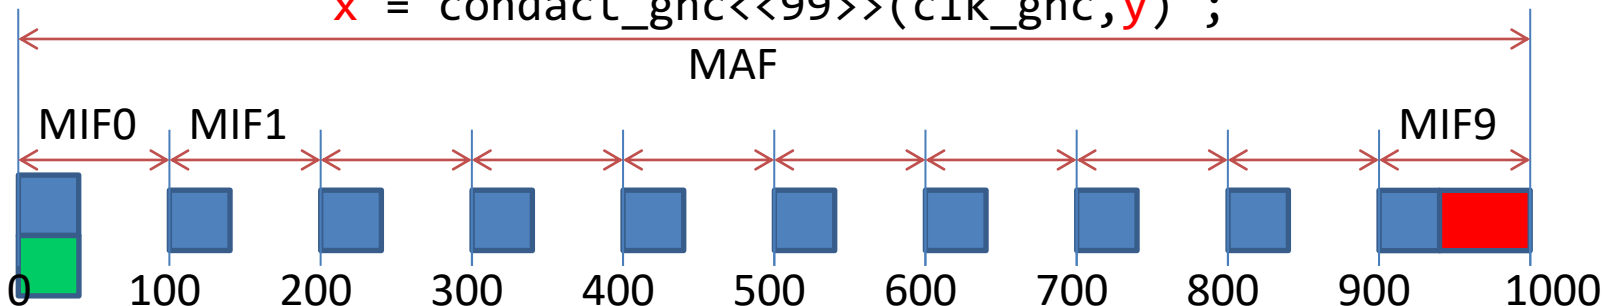 x = condact_gnc<<99>>(clk_gnc,y) ;
MAF
MIF0 MIF1 MIF9
0 100 200 300 400 500 600 700 800 900 1000